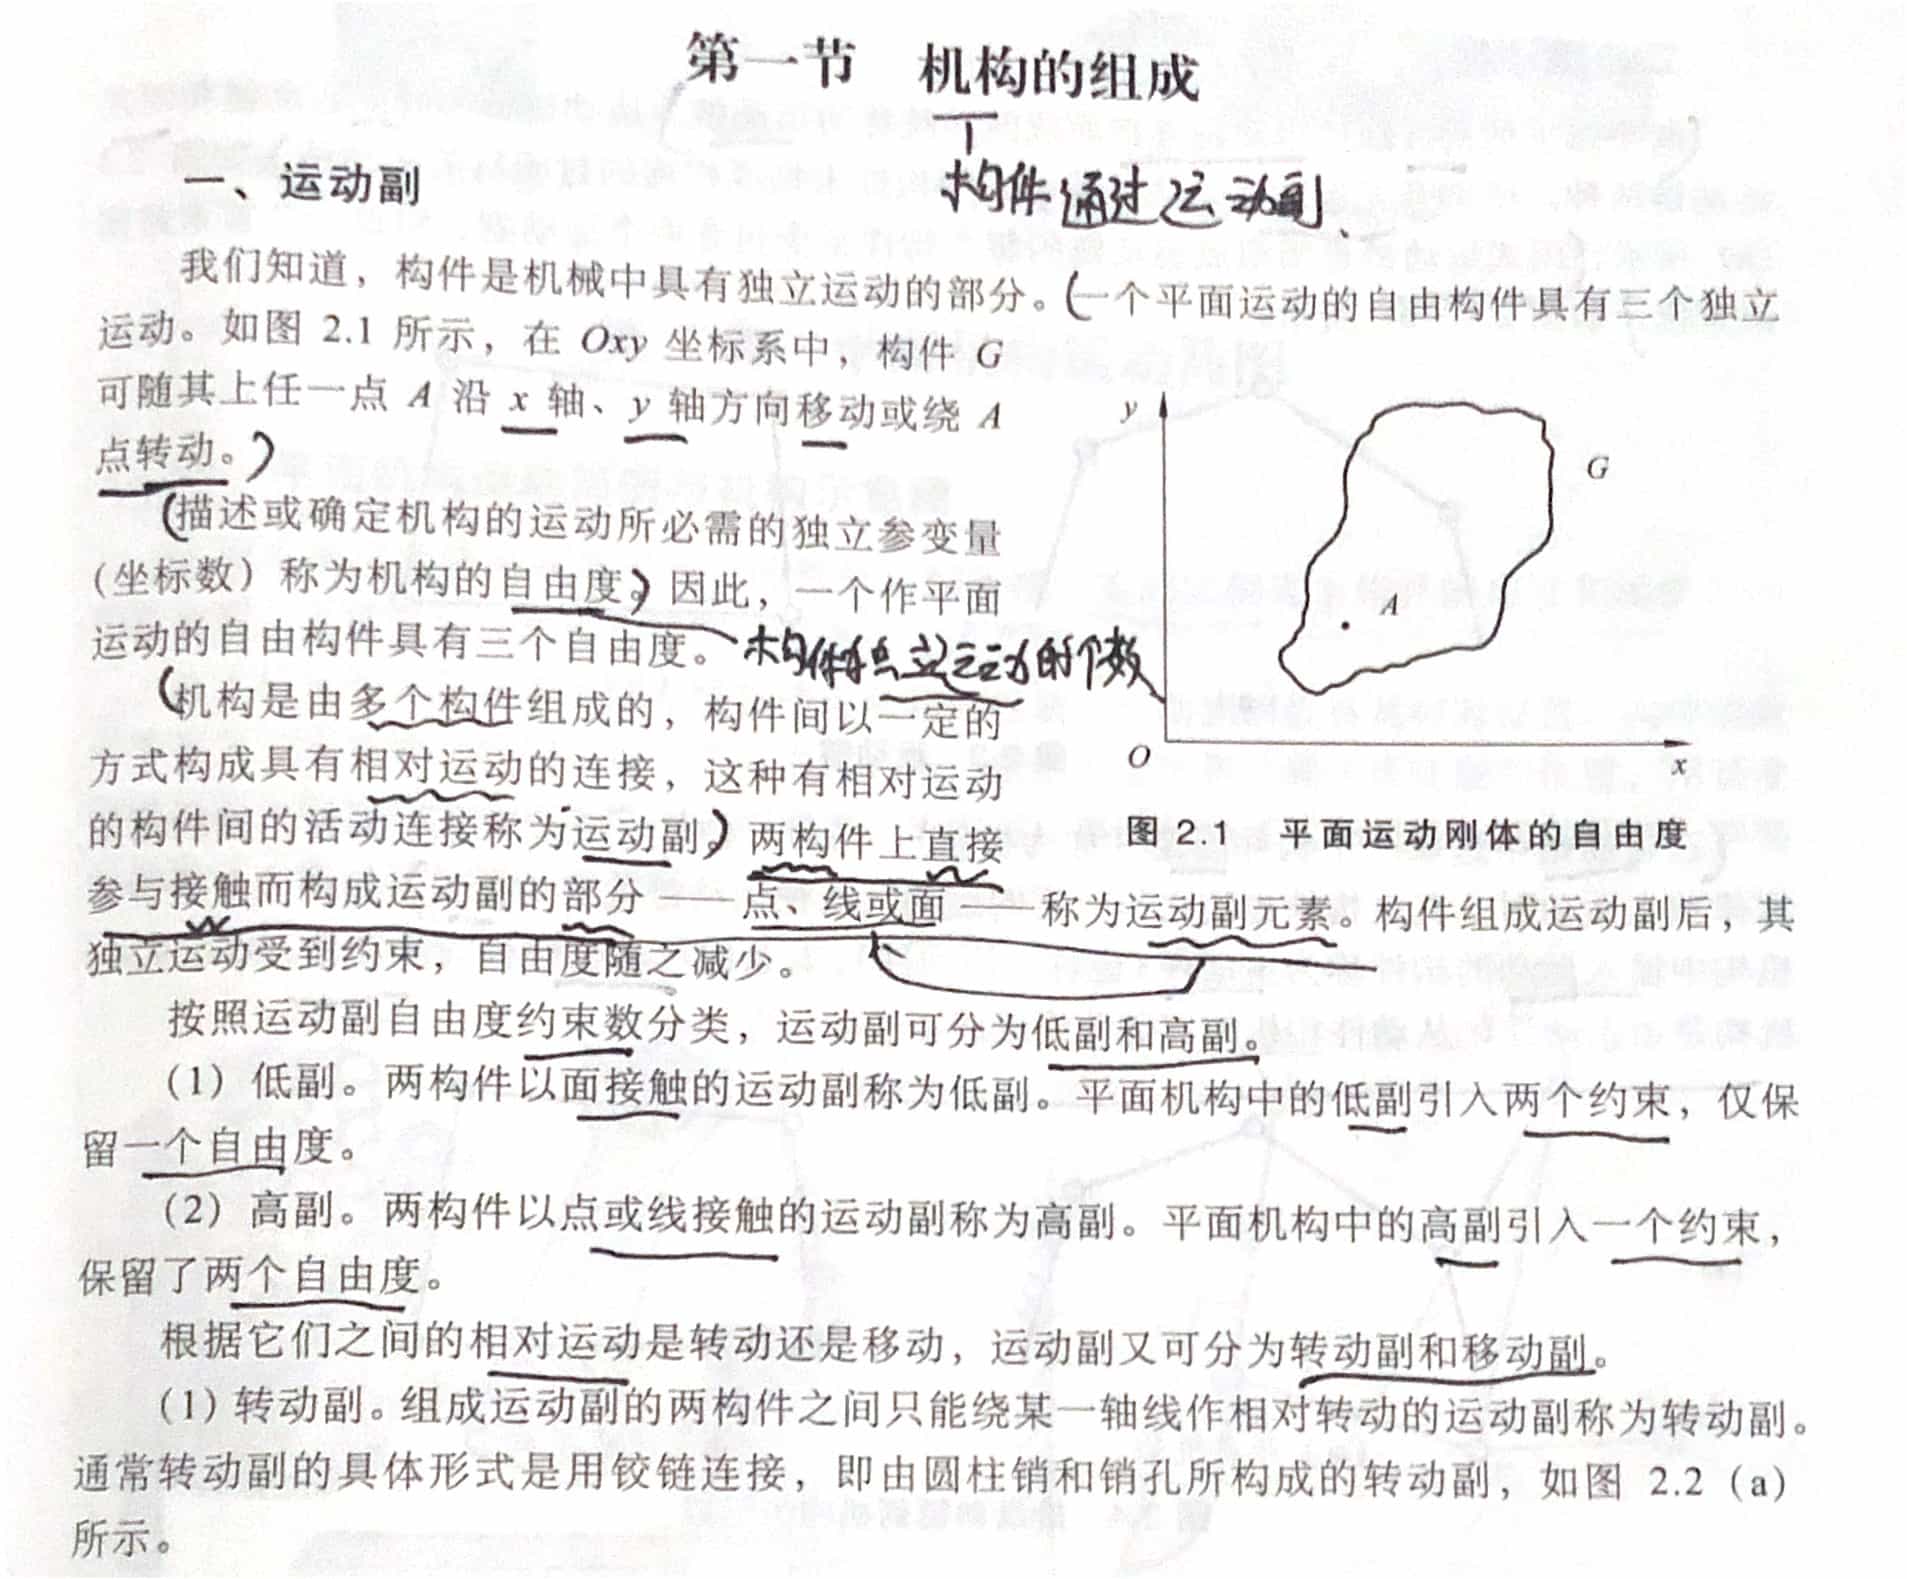 第一节 机构的组成
构件通过运动副、
一、运动副
我们知道，构件是机械中具有独立运动的部分。(一个平面运动的自由构件具有三个独立
运动。如图 2.1 所示，在 Oxy 坐标系中，构件 G
可随其上任一点 A 沿 x 轴、y 轴方向移动或绕 A
点转动。)
(描述或确定机构的运动所必需的独立参变量
(坐标数）称为机构的自由度。)因此，一个作平面
运动的自由构件具有三个自由度。
构件独立运动的个数
(机构是由多个构件组成的，构件间以一定的
方式构成具有相对运动的连接，这种有相对运动
的构件间的活动连接称为运动副。)两构件上直接
参与接触而构成运动副的部分——点、线或面——称为运动副元素。构件组成运动副后，其
独立运动受到约束，自由度随之减少。
y
G
A
O
x
图 2.1 平面运动刚体的自由度
按照运动副自由度约束数分类，运动副可分为低副和高副。
（1）低副。两构件以面接触的运动副称为低副。平面机构中的低副引入两个约束，仅保
留一个自由度。
（2）高副。两构件以点或线接触的运动副称为高副。平面机构中的高副引入一个约束，
保留了两个自由度。
根据它们之间的相对运动是转动还是移动，运动副又可分为转动副和移动副。
（1）转动副。组成运动副的两构件之间只能绕某一轴线作相对转动的运动副称为转动副。
通常转动副的具体形式是用铰链连接，即由圆柱销和销孔所构成的转动副，如图 2.2（a）
所示。